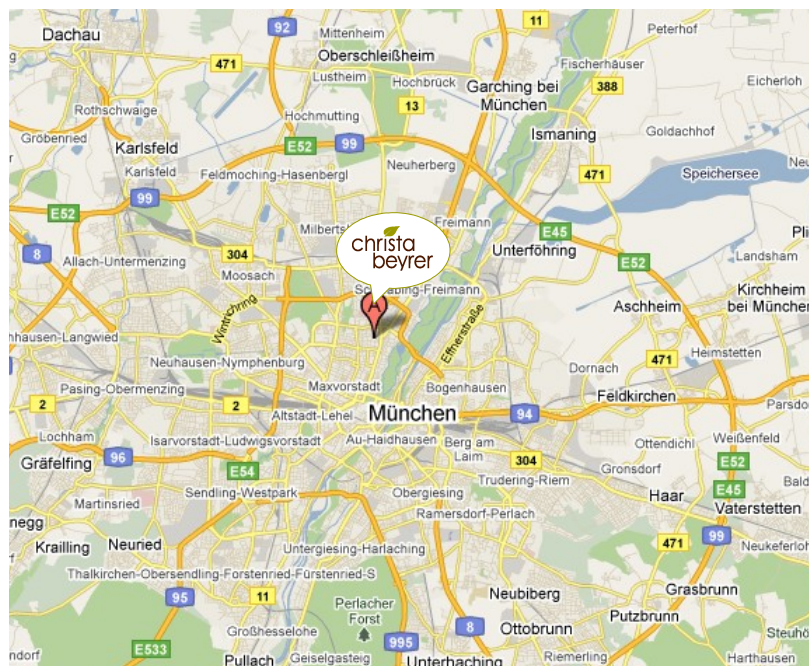 Dachau
92
Mittenheim
11
Peterhof
Oberschleißheim
471
Lustheim
Hochbrück
Fischerhäuser
Garching bei
München
388
Eicherloh
Rothschwaige
13
Hochmutting
Ismaning
Goldachhof
Gröbenried
Karlsfeld
E52
99
Karlsfeld
Neuherberg
Feldmoching-Hasenbergl
471
Speichersee
99
E52
Freimann
E45
8
304
christa
beyrer
Unterföhring
E52
Allach-Untermenzing
Landsham
Moosach
Schwabing-Freimann
Kirchheim
bei München
Wintrichring
A
Aschheim
Effnerstraße
hausen-Langwied
Heimstetten
471
Neuhausen-Nymphenburg
Dornach
Pasing-Obermenzing
Maxvorstadt
Bogenhausen
Feldkirchen
2
2
Altstadt-Lehel
München
94
Parsdo
Lochham
Isarvorstadt-Ludwigsvorstadt
Au-Haidhausen
Berg am
Laim
Ottendichl
Weißenfeld
96
304
Gräfelfing
E54
Gronsdorf
E52
Trudering-Riem
Sendling-Westpark
Obergiesing
Haar
E45
Martinsried
Ramersdorf-Perlach
Vaterstetten
99
Krailling
Neuried
Untergiesing-Harlaching
471
Neukeferloh
Thalkirchen-Obersendling-Forstenried-Fürstenried-S
95
11
Neubiberg
Grasbrunn
Perlacher
Forst
Putzbrunn
Großhesselohe
8
Ottobrunn
E533
995
Pullach
Geiselgasteig
Unterhaching
Riemerling
Harthausen